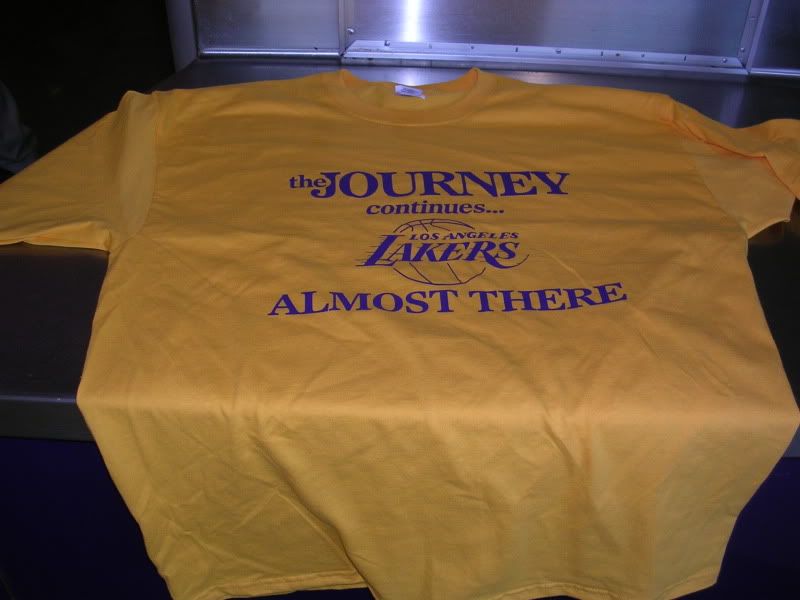 the JOURNEY
continues...
LOS ANGELES
LAKERS
ALMOST THERE